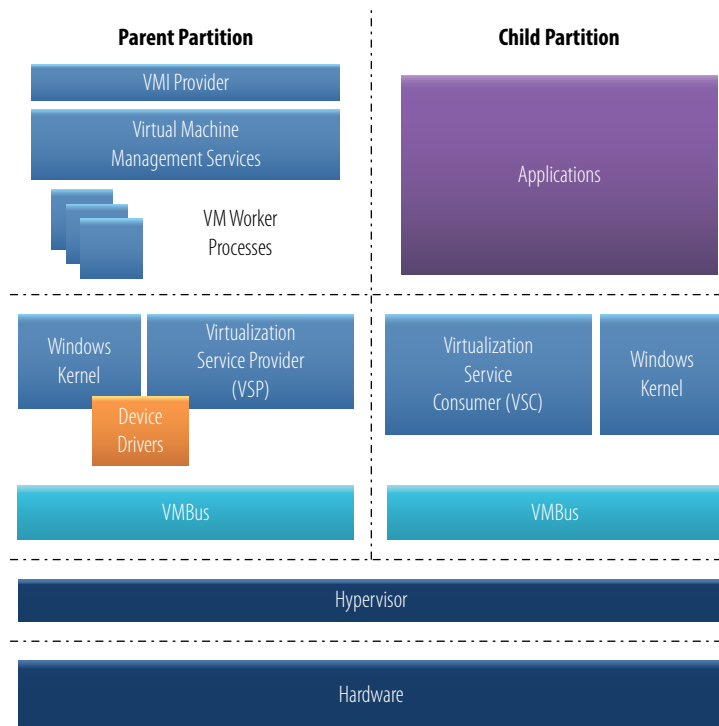 Parent Partition
Child Partition
VMI Provider
Virtual Machine
Management Services
VM Worker
Processes
Applications
Windows
Kernel
Virtualization
Service Provider
(VSP)
Device
Drivers
Virtualization
Service
Consumer (VSC)
Windows
Kernel
VMBus
VMBus
Hypervisor
Hardware